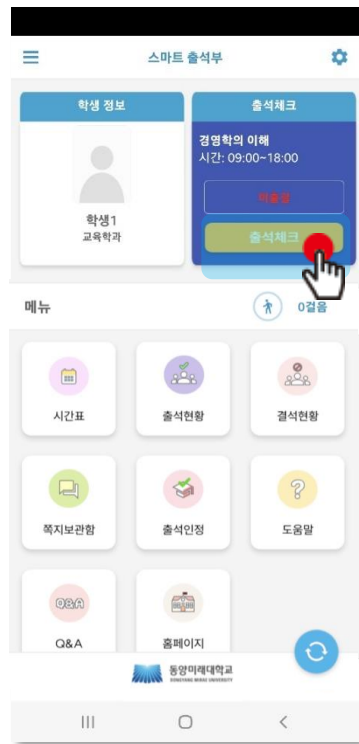 스마트 출석부
학생 정보
출석체크
경영학의 이해
시간: 09:00~18:00
미출결
출석체크
학생1
교육학과
메뉴
0걸음
시간표
출석현황
결석현황
쪽지보관함
출석인정
도움말
Q&A
Q&A
홈페이지
동양미래대학교
DONGYANG MIRAE UNIVERSITY